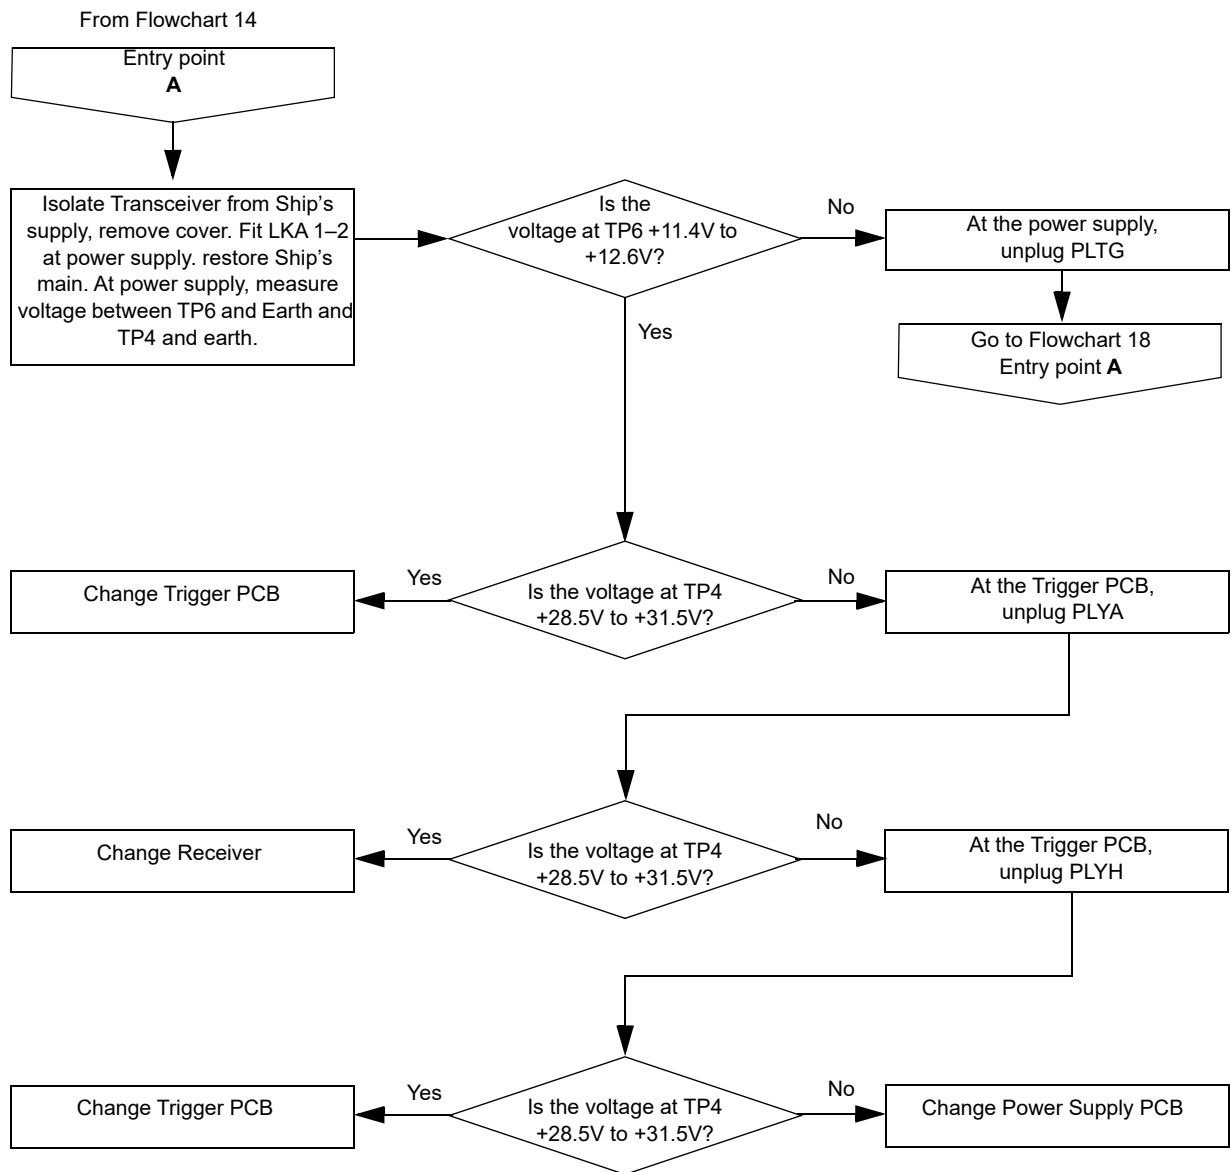 From Flowchart 14
Entry point
A
Isolate Transceiver from Ship's
supply, remove cover. Fit LKA 1–2
at power supply. restore Ship's
main. At power supply, measure
voltage between TP6 and Earth and
TP4 and earth.
Is the
voltage at TP6 +11.4V to
+12.6V?
No
At the power supply,
unplug PLTG
Go to Flowchart 18
Entry point A
Yes
Is the voltage at TP4
+28.5V to +31.5V?
Yes
Change Trigger PCB
No
At the Trigger PCB,
unplug PLYA
Is the voltage at TP4
+28.5V to +31.5V?
Yes
Change Receiver
No
At the Trigger PCB,
unplug PLYH
Is the voltage at TP4
+28.5V to +31.5V?
Yes
Change Trigger PCB
No
Change Power Supply PCB